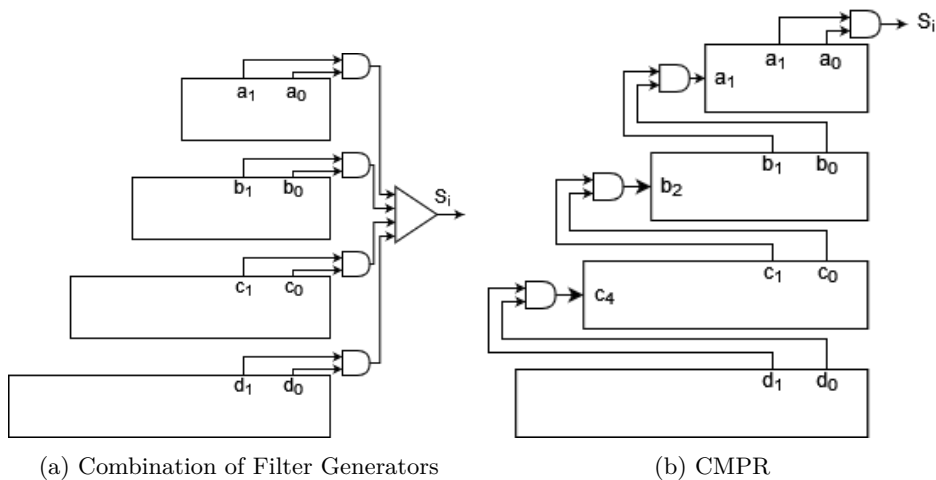 a₁ a₀
b₁ b₀
c₁ c₀
d₁ d₀
Sᵢ
(a) Combination of Filter Generators
Sᵢ
a₁ a₁ a₀
b₂ b₁ b₀
c₄ c₁ c₀
d₁ d₀
(b) CMPR